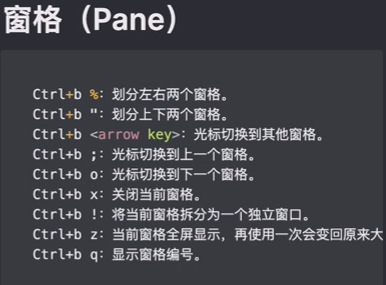 窗格（Pane）
Ctrl+b %：划分左右两个窗格。
Ctrl+b "：划分上下两个窗格。
Ctrl+b <arrow key>：光标切换到其他窗格。
Ctrl+b ;：光标切换到上一个窗格。
Ctrl+b o：光标切换到下一个窗格。
Ctrl+b x：关闭当前窗格。
Ctrl+b !：将当前窗格拆分为一个独立窗口。
Ctrl+b z：当前窗格全屏显示，再使用一次会变回原来大
Ctrl+b q：显示窗格编号。